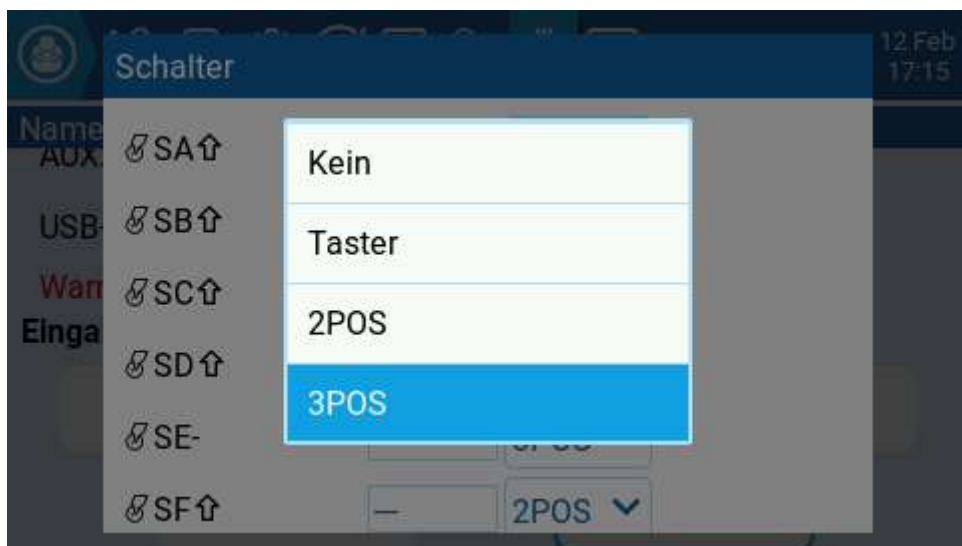 12 Feb
17:15
Schalter
Name
AUX
USB-
Warn
Einga
SA
SB
SC
SD
SE-
SF
Kein
Taster
2POS
3POS
—
2POS